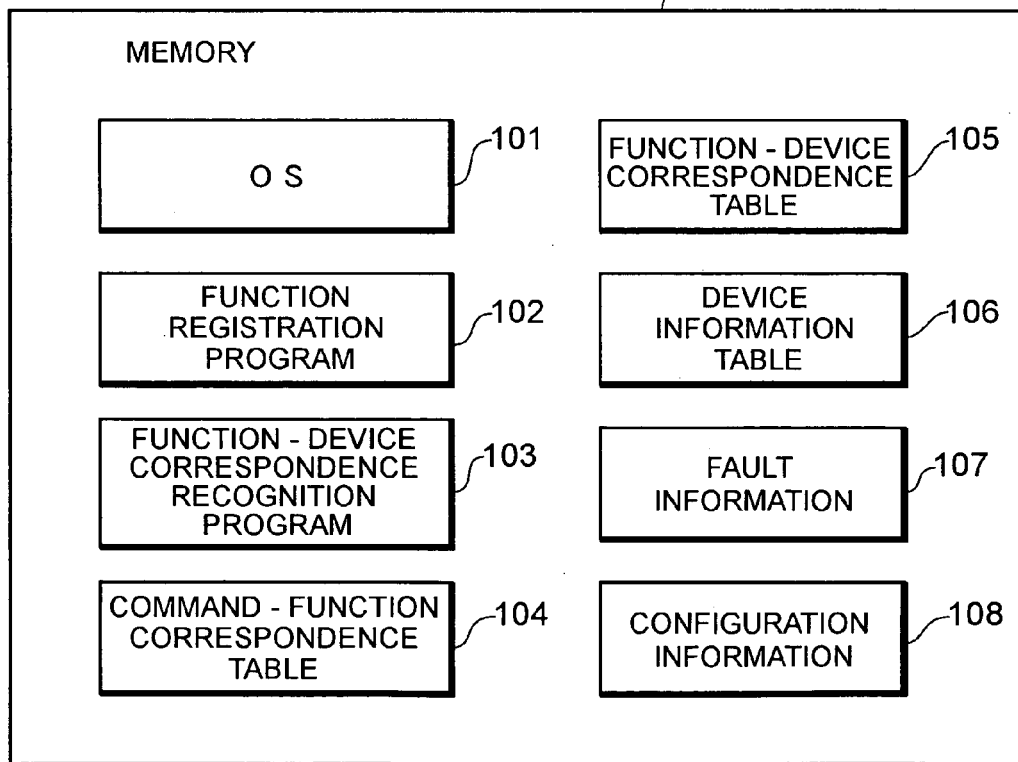 MEMORY
O S
101
FUNCTION
REGISTRATION
PROGRAM
102
FUNCTION - DEVICE
CORRESPONDENCE
RECOGNITION
PROGRAM
103
COMMAND - FUNCTION
CORRESPONDENCE
TABLE
104
FUNCTION - DEVICE
CORRESPONDENCE
TABLE
105
DEVICE
INFORMATION
TABLE
106
FAULT
INFORMATION
107
CONFIGURATION
INFORMATION
108